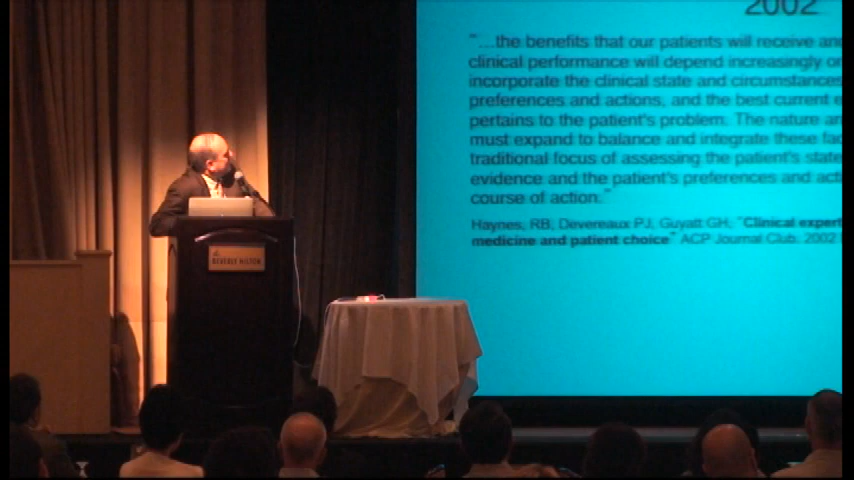 2002
"...the benefits that our patients will receive and
clinical performance will depend increasingly on
incorporate the clinical state and circumstances
preferences and actions, and the best current e
pertains to the patient's problem. The nature an
must expand to balance and integrate these fac
traditional focus of assessing the patient's state
evidence and the patient's preferences and acti
course of action."
Haynes, RB, Devereaux PJ, Guyatt GH; "Clinical expert
medicine and patient choice" ACP Journal Club. 2002
BEVERLY HILTON